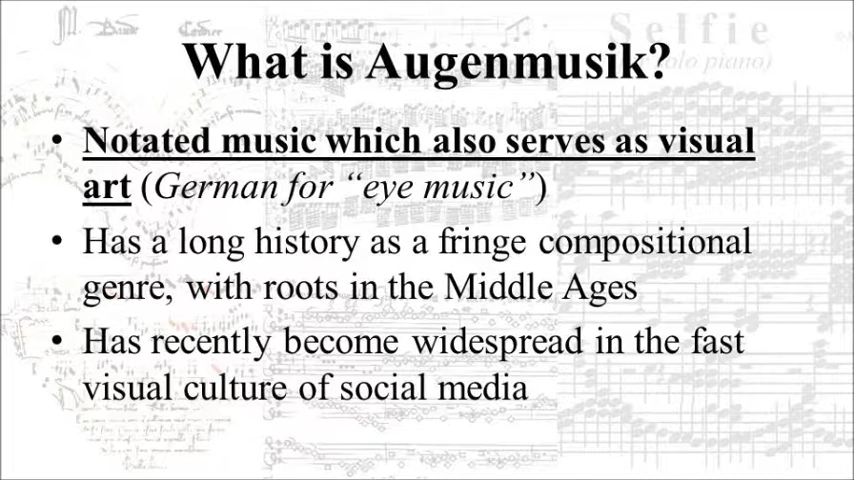 Selfie
What is Augenmusik?
• Notated music which also serves as visual
art (German for “eye music”)
• Has a long history as a fringe compositional
genre, with roots in the Middle Ages
• Has recently become widespread in the fast
visual culture of social media